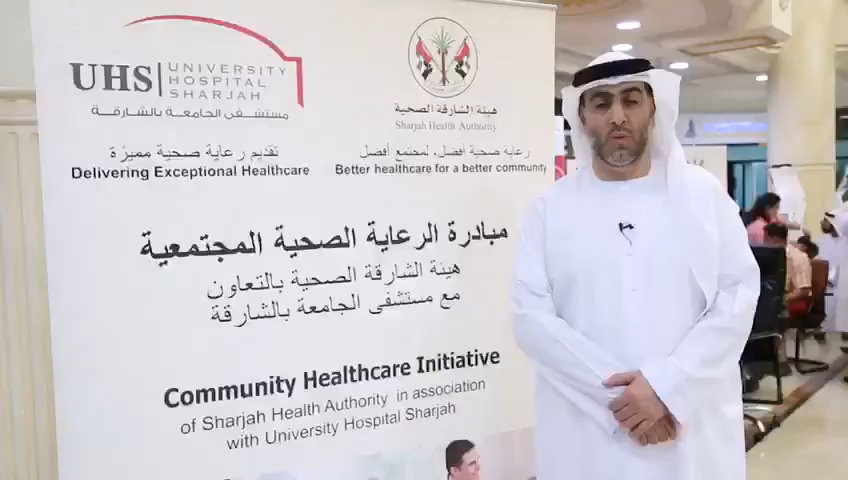 UHS
UNIVERSITY
HOSPITAL
SHARJAH
مستشفى الجامعة بالشارقة
هيئة الشارقة الصحية
Sharjah Health Authority
تقديم رعاية صحية مميزة
Delivering Exceptional Healthcare
رعاية صحية أفضل، لمجتمع أفضل
Better healthcare for a better community
مبادرة الرعاية الصحية المجتمعية
هيئة الشارقة الصحية بالتعاون
مع مستشفى الجامعة بالشارقة
Community Healthcare Initiative
of Sharjah Health Authority in association
with University Hospital Sharjah